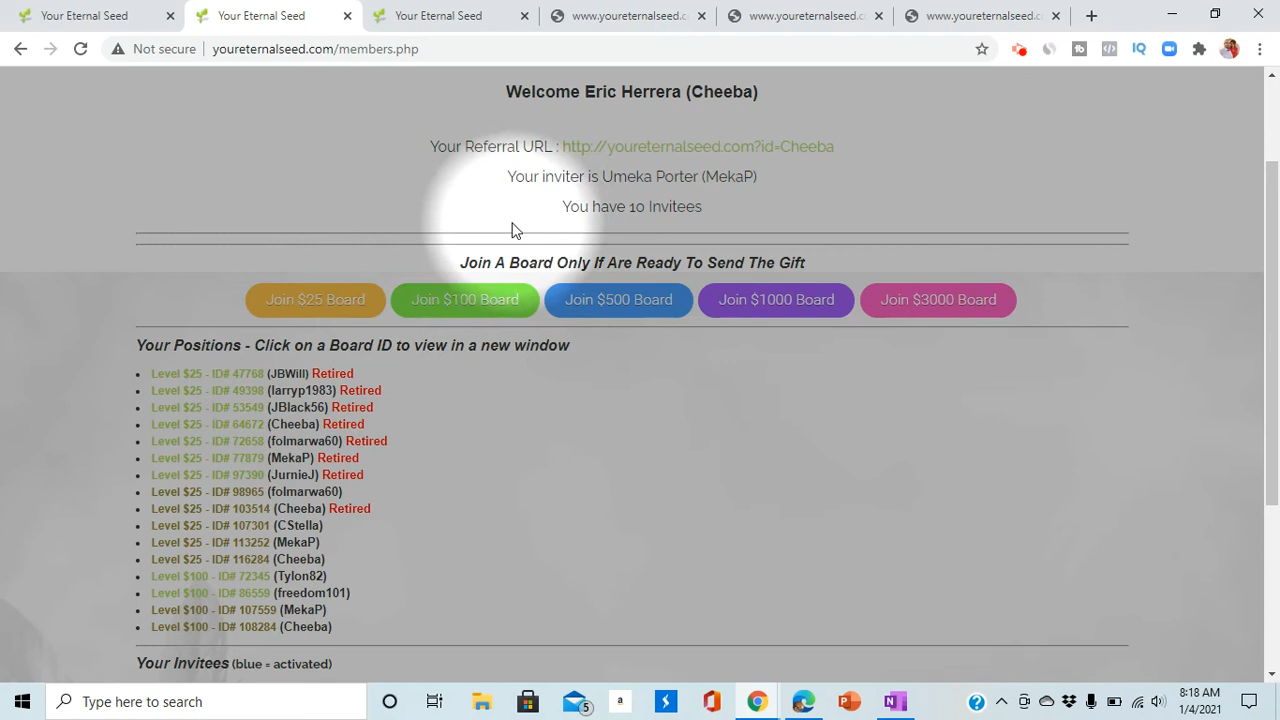 Your Eternal Seed
Your Eternal Seed
Your Eternal Seed
www.youreternalseed.c
www.youreternalseed.c
www.youreternalseed.c
Not secure
youreternalseed.com/members.php
IQ
Welcome Eric Herrera (Cheeba)
Your Referral URL : http://youreternalseed.com?id=Cheeba
Your inviter is Umeka Porter (MekaP)
You have 10 Invitees
Join A Board Only If Are Ready To Send The Gift
Join $25 Board
Join $100 Board
Join $500 Board
Join $1000 Board
Join $3000 Board
Your Positions - Click on a Board ID to view in a new window
Level $25 - ID# 47768 (JBWill) Retired
Level $25 - ID# 49398 (larryp1983) Retired
Level $25 - ID# 53549 (JBlack56) Retired
Level $25 - ID# 64672 (Cheeba) Retired
Level $25 - ID# 72658 (folmarwa60) Retired
Level $25 - ID# 77879 (MekaP) Retired
Level $25 - ID# 97390 (JurnieJ) Retired
Level $25 - ID# 98965 (folmarwa60)
Level $25 - ID# 103514 (Cheeba) Retired
Level $25 - ID# 107301 (CStella)
Level $25 - ID# 113252 (MekaP)
Level $25 - ID# 116284 (Cheeba)
Level $100 - ID# 72345 (Tylon82)
Level $100 - ID# 86559 (freedom101)
Level $100 - ID# 107559 (MekaP)
Level $100 - ID# 108284 (Cheeba)
Your Invitees (blue = activated)
Type here to search
5
a
8:18 AM
1/4/2021